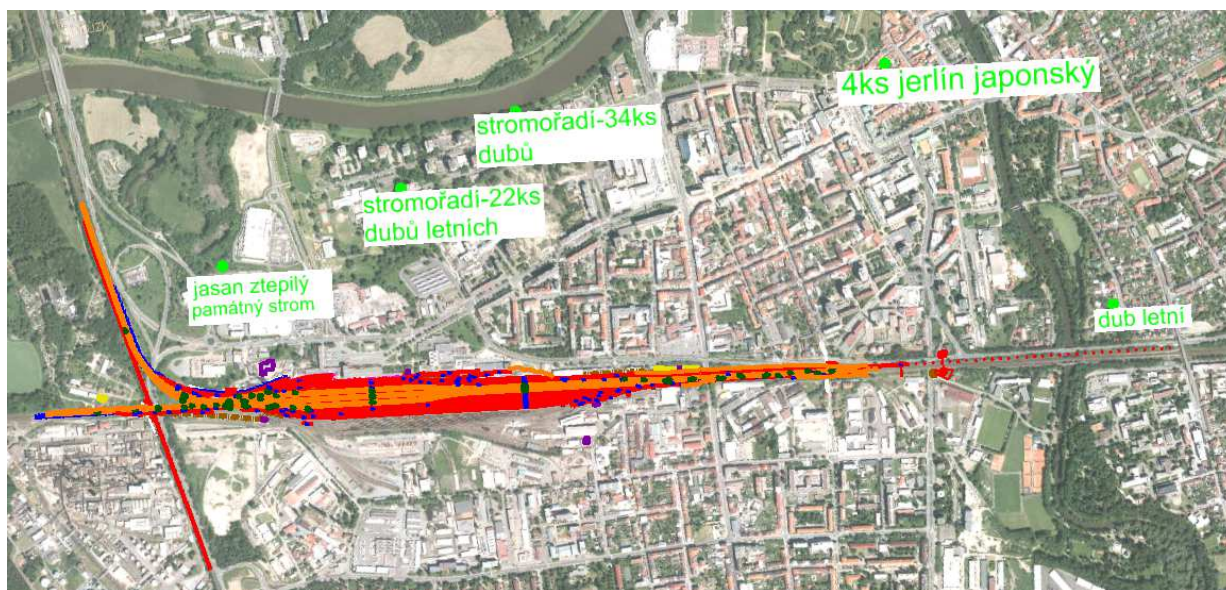 4ks jerlín japonský
stromořadí-34ks
dubů
stromořadí-22ks
dubů letních
jasan ztepilý
památný strom
dub letní